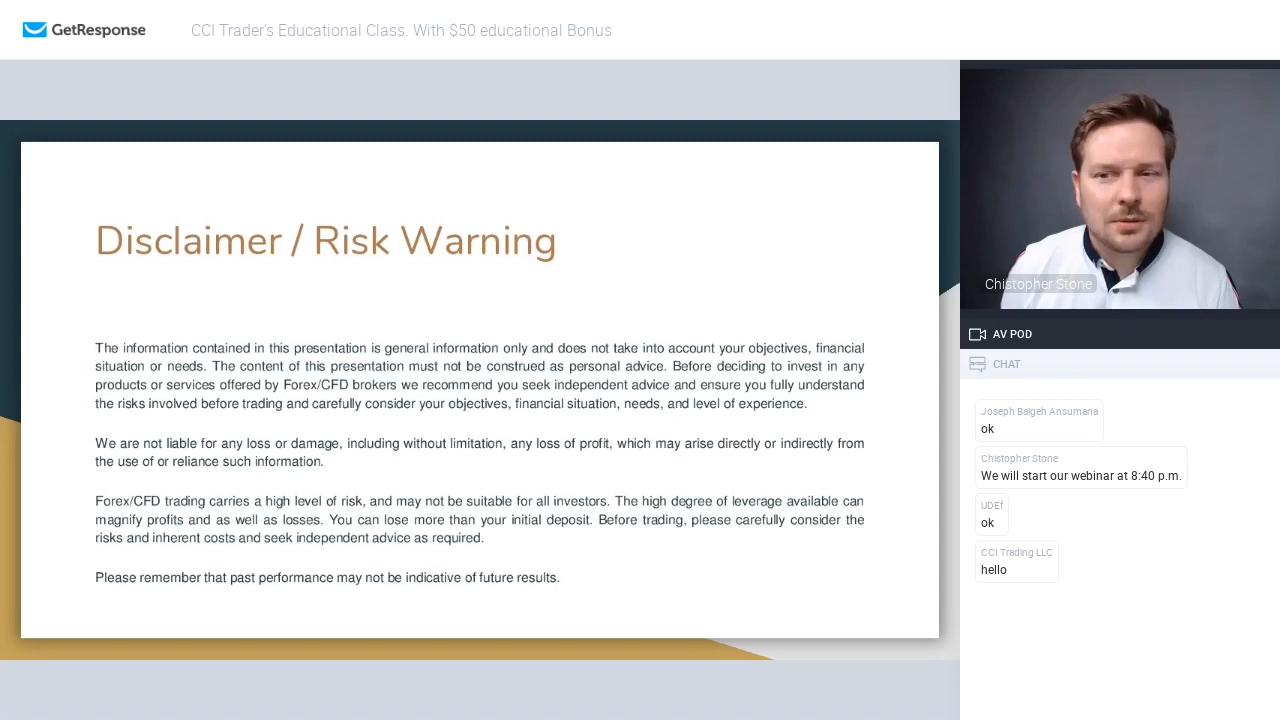 GetResponse
CCI Trader's Educational Class. With $50 educational Bonus
Disclaimer / Risk Warning
The information contained in this presentation is general information only and does not take into account your objectives, financial
situation or needs. The content of this presentation must not be construed as personal advice. Before deciding to invest in any
products or services offered by Forex/CFD brokers we recommend you seek independent advice and ensure you fully understand
the risks involved before trading and carefully consider your objectives, financial situation, needs, and level of experience.
We are not liable for any loss or damage, including without limitation, any loss of profit, which may arise directly or indirectly from
the use of or reliance such information.
Forex/CFD trading carries a high level of risk, and may not be suitable for all investors. The high degree of leverage available can
magnify profits and as well as losses. You can lose more than your initial deposit. Before trading, please carefully consider the
risks and inherent costs and seek independent advice as required.
Please remember that past performance may not be indicative of future results.
Chistopher Stone
AV POD
CHAT
Joseph Baigeh Ansumana
ok
Chistopher Stone
We will start our webinar at 8:40 p.m.
UDEf
ok
CCI Trading LLC
hello